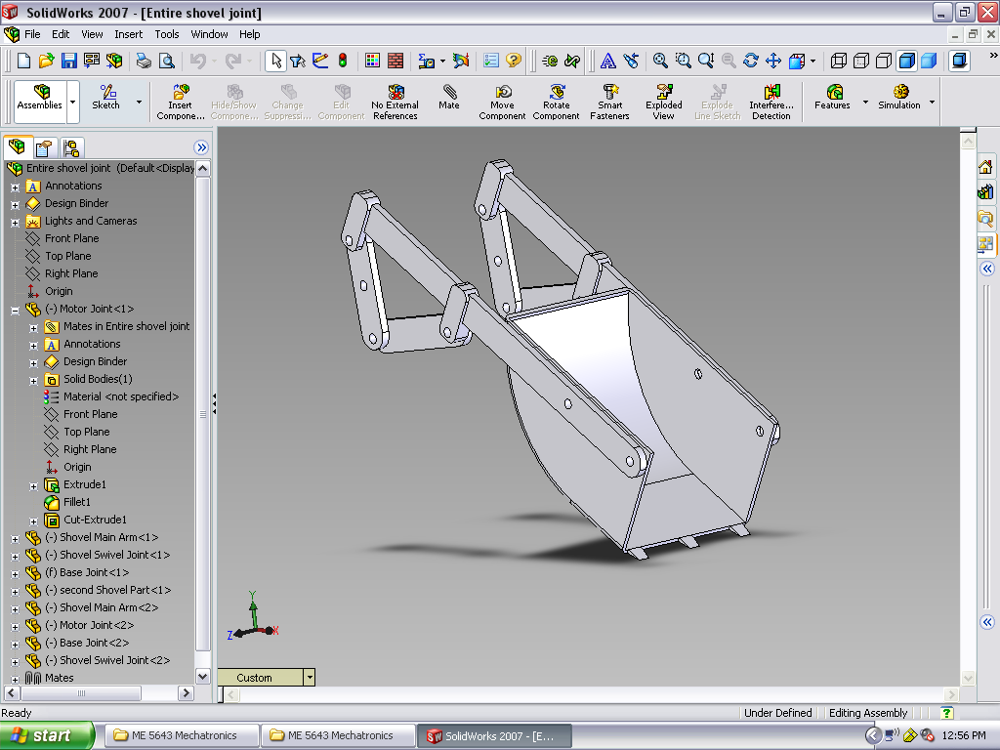 SolidWorks 2007 - [Entire shovel joint]
File Edit View Insert Tools Window Help
Assemblies Sketch Insert Compone... Hide/Show Compone... Change Suppressi... Edit Component No External References Mate Move Component Rotate Component Smart Fasteners Exploded View Explode Line Sketch Interfere... Detection Features Simulation
Entire shovel joint (Default<Display
Annotations
Design Binder
Lights and Cameras
Front Plane
Top Plane
Right Plane
Origin
(-) Motor Joint<1>
Mates in Entire shovel joint
Annotations
Design Binder
Solid Bodies(1)
Material <not specified>
Front Plane
Top Plane
Right Plane
Origin
Extrude1
Fillet1
Cut-Extrude1
(-) Shovel Main Arm<1>
(-) Shovel Swivel Joint<1>
(f) Base Joint<1>
(-) second Shovel Part<1>
(-) Shovel Main Arm<2>
(-) Motor Joint<2>
(-) Base Joint<2>
(-) Shovel Swivel Joint<2>
Mates
Y
Z X
Custom
Ready Under Defined Editing Assembly
start ME 5643 Mechatronics ME 5643 Mechatronics SolidWorks 2007 - [E... 12:56 PM